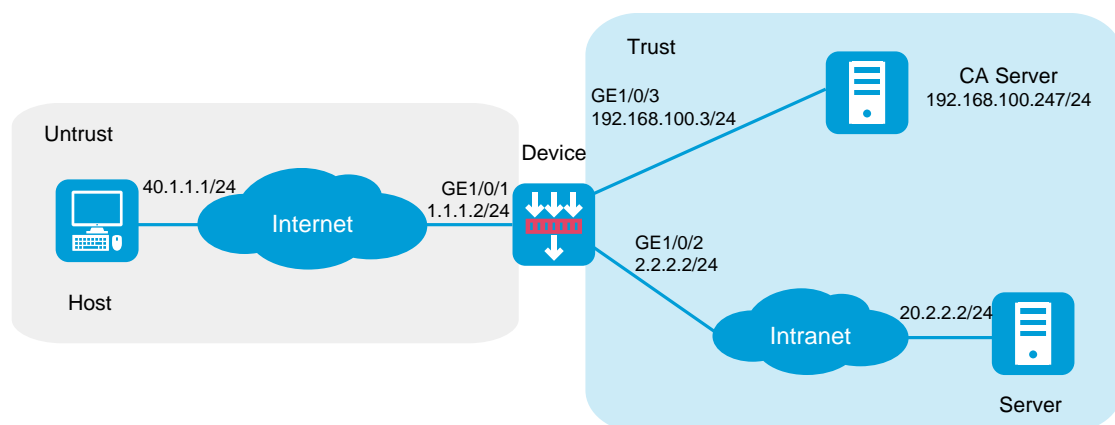 Trust
GE1/0/3
192.168.100.3/24
CA Server
192.168.100.247/24
Untrust
Device
40.1.1.1/24
Internet
GE1/0/1
1.1.1.2/24
Host
GE1/0/2
2.2.2.2/24
Intranet
20.2.2.2/24
Server